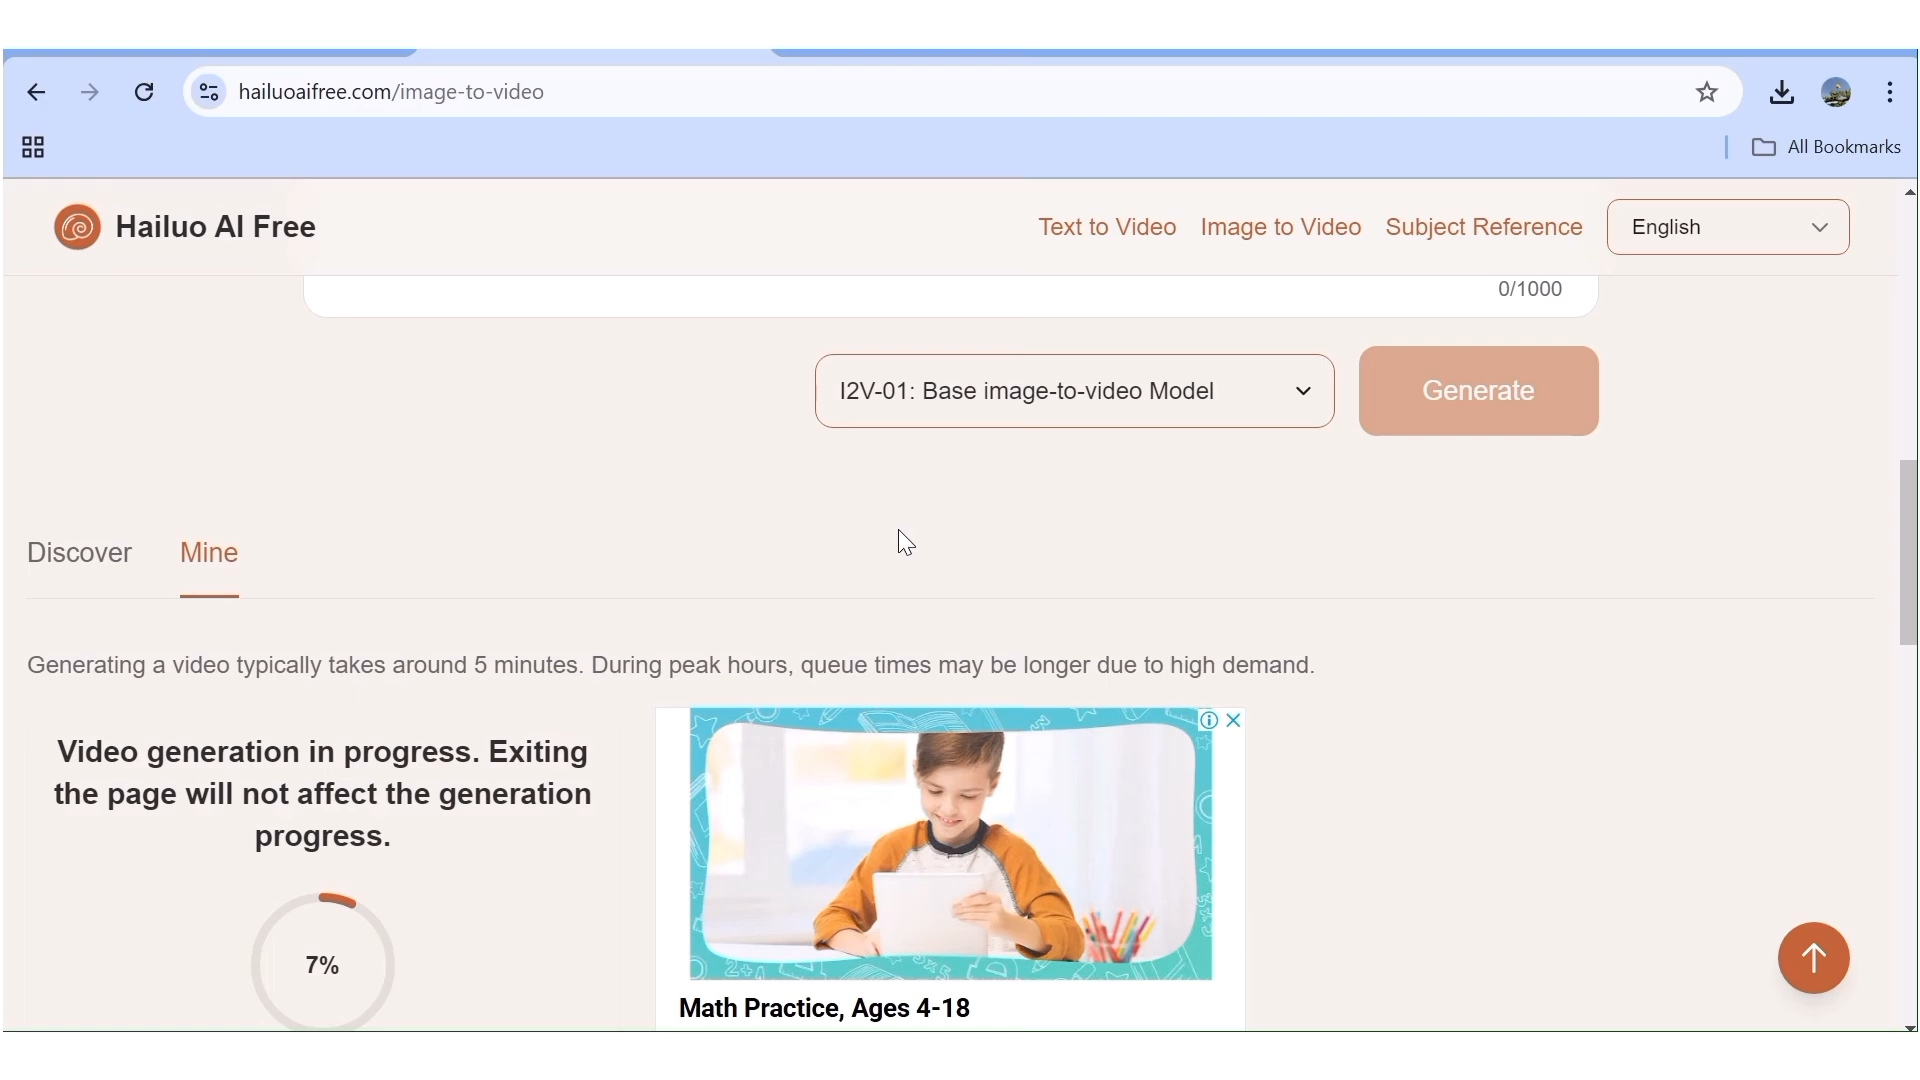 hailuoaifree.com/image-to-video
All Bookmarks
Hailuo AI Free
Text to Video
Image to Video
Subject Reference
English
0/1000
I2V-01: Base image-to-video Model
Generate
Discover
Mine
Generating a video typically takes around 5 minutes. During peak hours, queue times may be longer due to high demand.
Video generation in progress. Exiting
the page will not affect the generation
progress.
7%
Math Practice, Ages 4-18